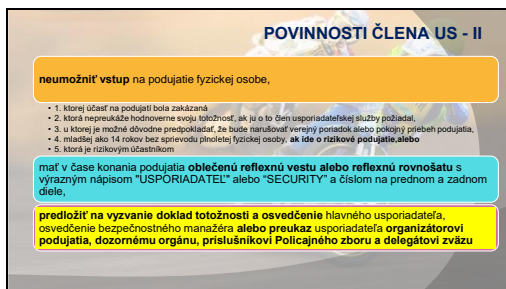 POVINNOSTI ČLENA US - II
neumožniť vstup na podujatie fyzickej osobe,
• 1. ktorej účasť na podujatí bola zakázaná
• 2. ktorá nepreukáže hodnoverne svoju totožnosť, ak ju o to člen usporiadateľskej služby požiadal,
• 3. u ktorej je možné dôvodne predpokladať, že bude narušovať verejný poriadok alebo pokojný priebeh podujatia,
• 4. mladšej ako 14 rokov bez sprievodu plnoletej fyzickej osoby, ak ide o rizikové podujatie,alebo
• 5. ktorá je rizikovým účastníkom
mať v čase konania podujatia oblečenú reflexnú vestu alebo reflexnú rovnošatu s
výrazným nápisom "USPORIADATEĽ" alebo "SECURITY" a číslom na prednom a zadnom
diele,
predložiť na vyzvanie doklad totožnosti a osvedčenie hlavného usporiadateľa,
osvedčenie bezpečnostného manažéra alebo preukaz usporiadateľa organizátorovi
podujatia, dozornému orgánu, príslušníkovi Policajného zboru a delegátovi zväzu